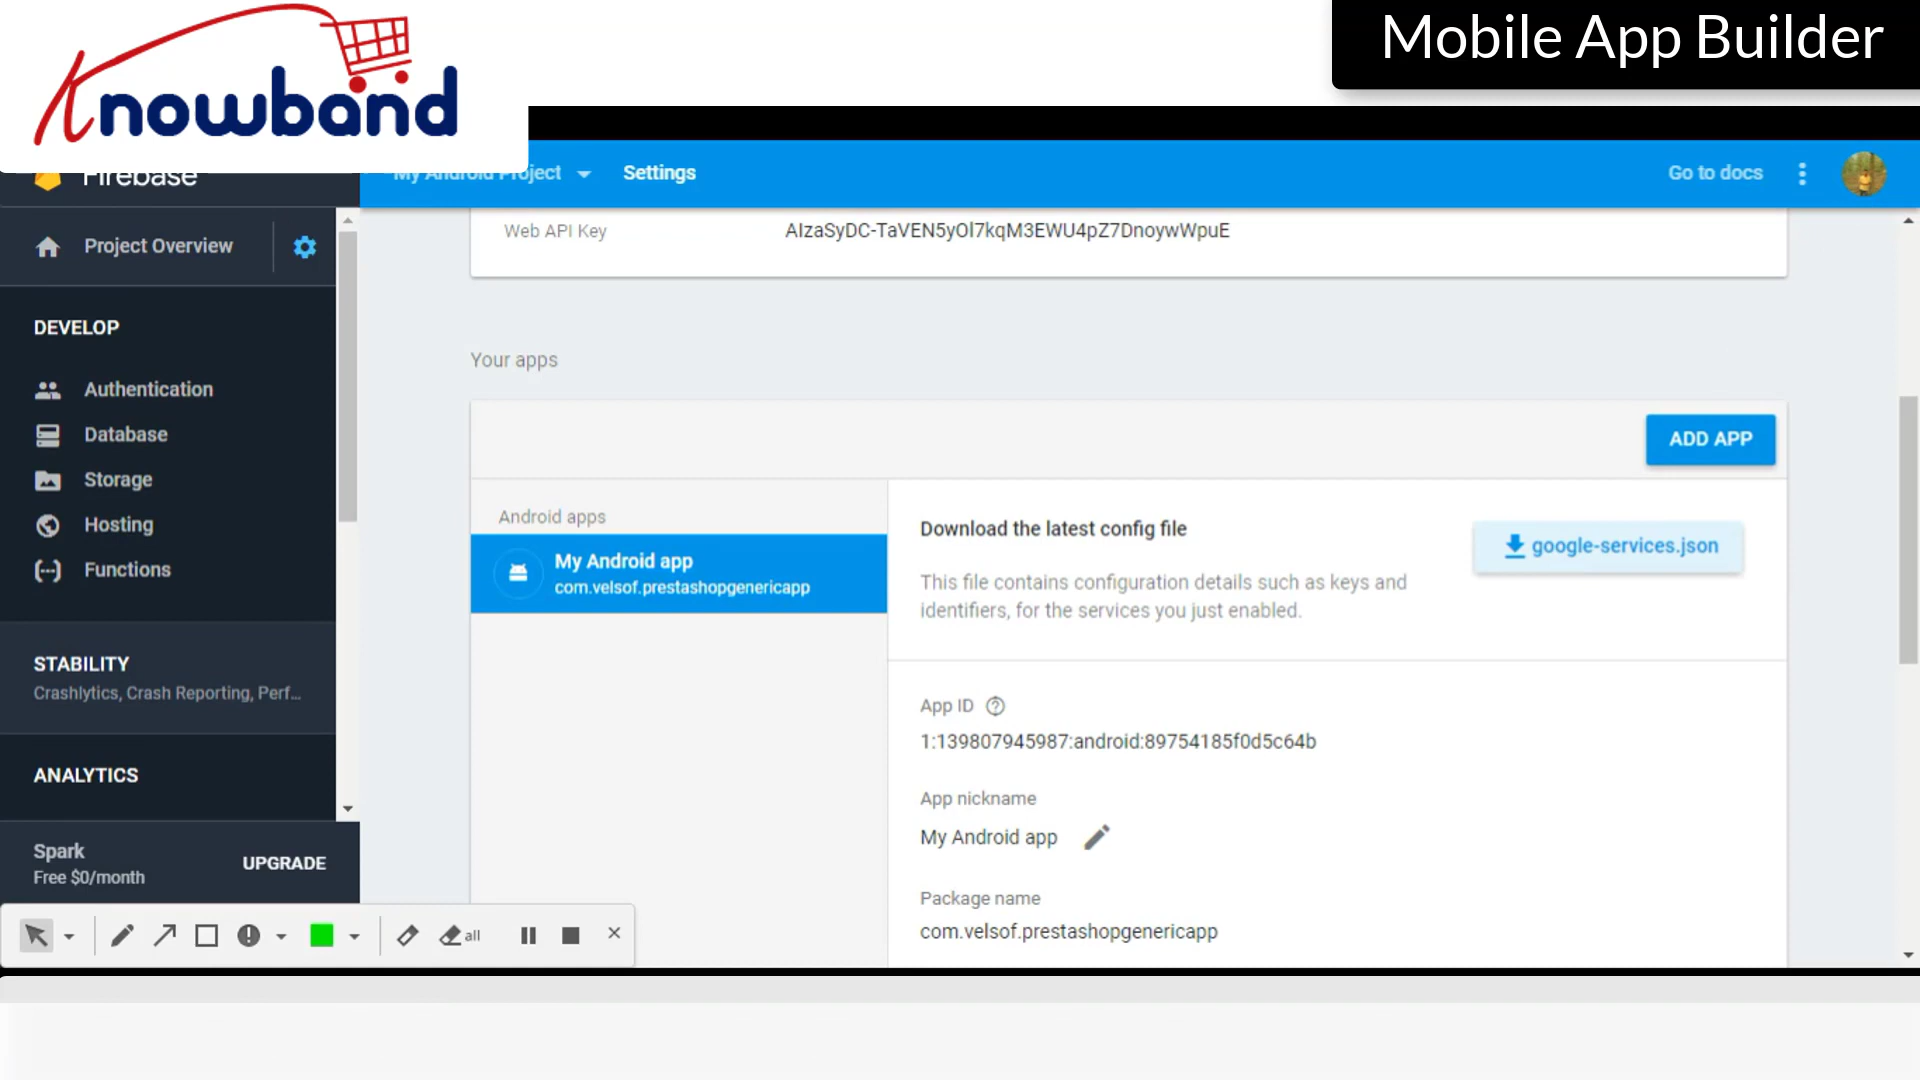 Knowband
Mobile App Builder
Firebase
My Android Project
Settings
Go to docs
Project Overview
Web API Key
AIzaSyDC-TaVEN5yOl7kqM3EWU4pZ7DnoywWpuE
DEVELOP
Authentication
Database
Storage
Hosting
Functions
STABILITY
Crashlytics, Crash Reporting, Perf...
ANALYTICS
Spark
Free $0/month
UPGRADE
Your apps
ADD APP
Android apps
My Android app
com.velsof.prestashopgenericapp
Download the latest config file
google-services.json
This file contains configuration details such as keys and
identifiers, for the services you just enabled.
App ID
1:139807945987:android:89754185f0d5c64b
App nickname
My Android app
Package name
com.velsof.prestashopgenericapp
all